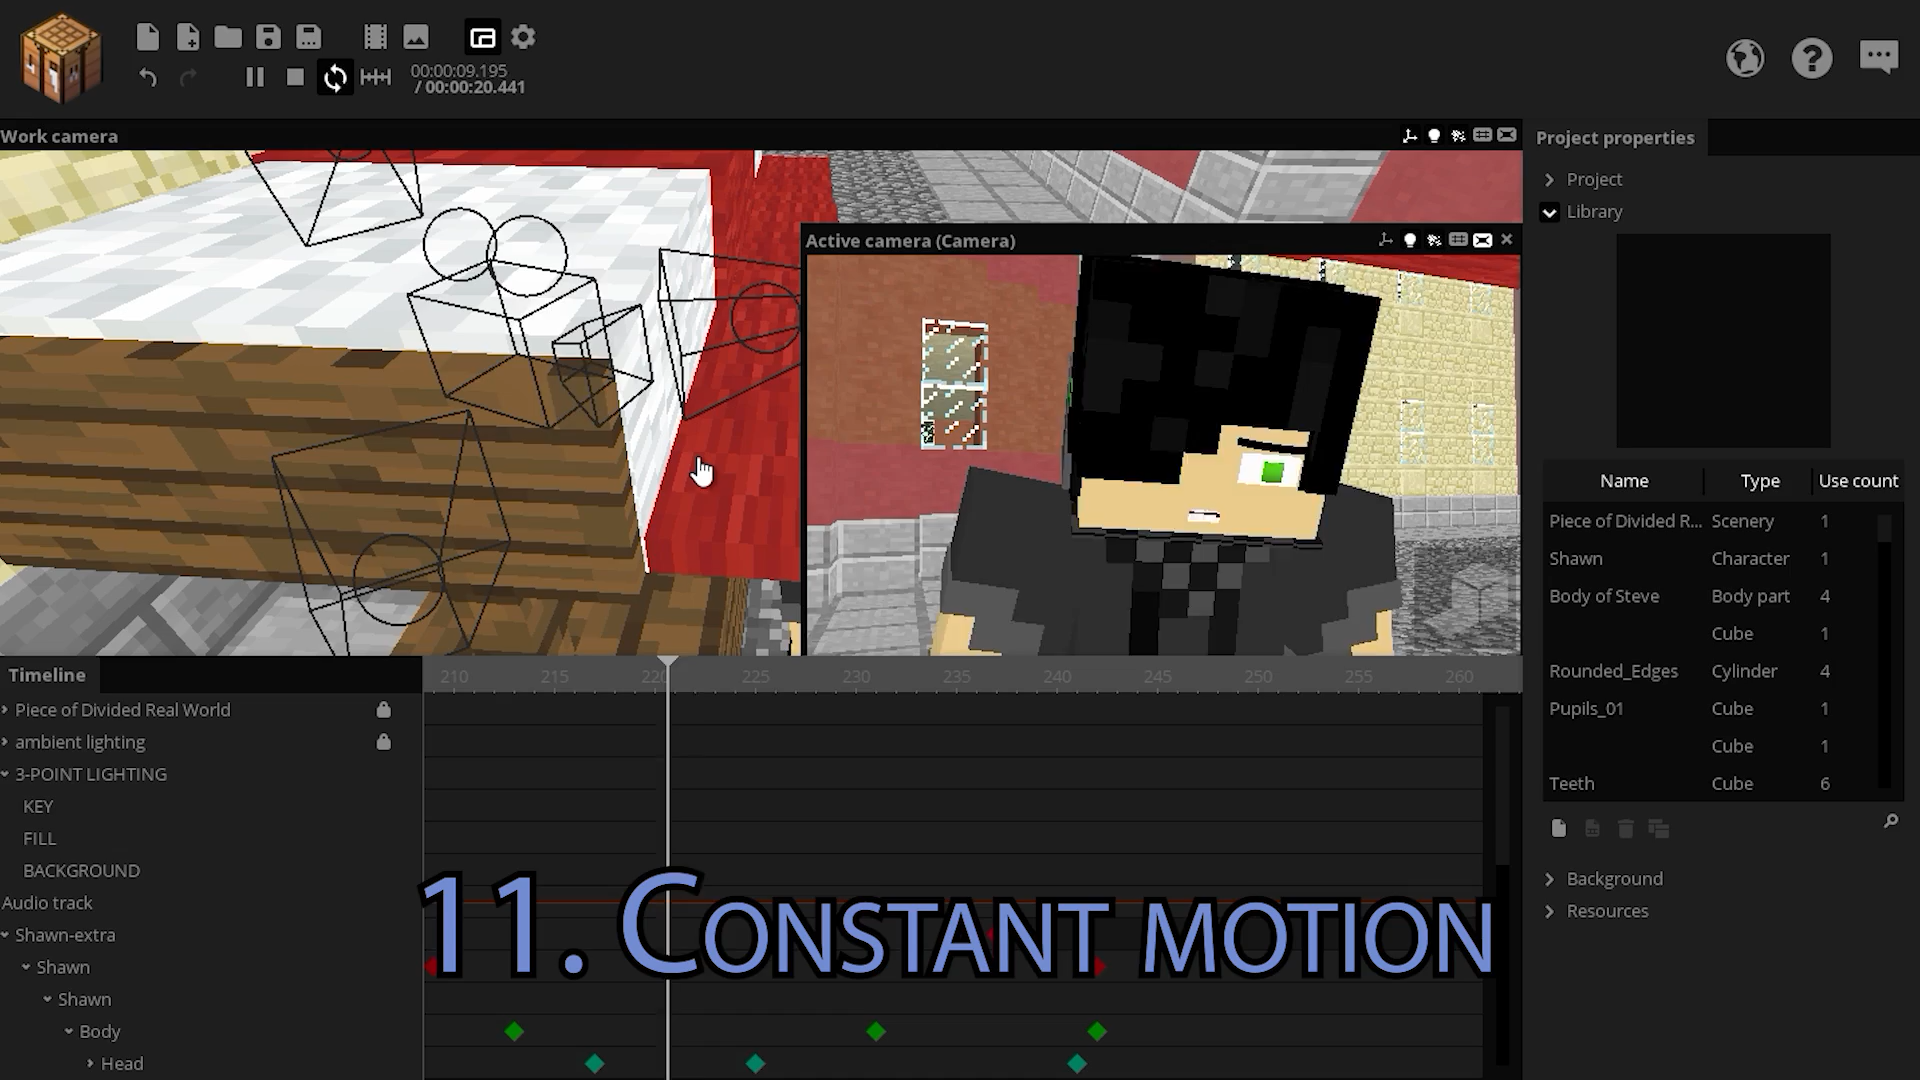 00:00:09.195
/ 00:00:20.441
Work camera
Active camera (Camera)
Project properties
Project
Library
Name Type Use count
Piece of Divided R... Scenery 1
Shawn Character 1
Body of Steve Body part 4
Cube 1
Rounded_Edges Cylinder 4
Pupils_01 Cube 1
Cube 1
Teeth Cube 6
Background
Resources
Timeline
210 215 220 225 230 235 240 245 250 255 260
Piece of Divided Real World
ambient lighting
3-POINT LIGHTING
KEY
FILL
BACKGROUND
Audio track
Shawn-extra
Shawn
Shawn
Body
Head
11. Constant motion